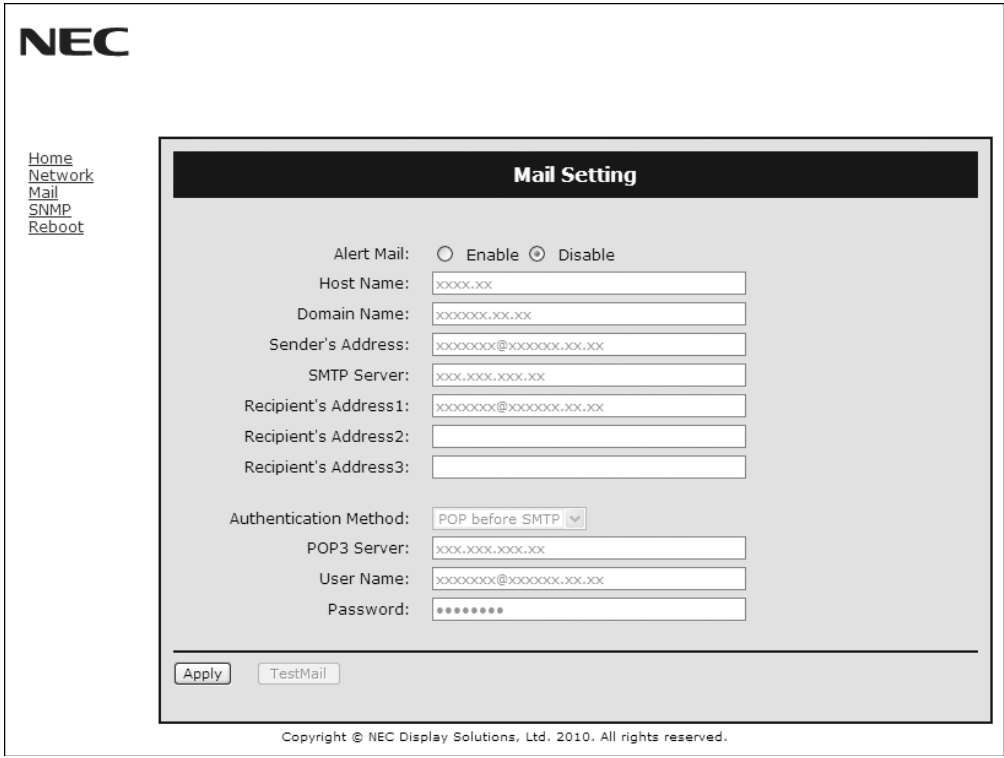 NEC
Home
Network
Mail
SNMP
Reboot
Mail Setting
Alert Mail: Enable Disable
Host Name: xxxx.xx
Domain Name: xxxxxx.xx.xx
Sender's Address: xxxxxxx@xxxxxx.xx.xx
SMTP Server: xxx.xxx.xxx.xx
Recipient's Address1: xxxxxxx@xxxxxx.xx.xx
Recipient's Address2:
Recipient's Address3:
Authentication Method: POP before SMTP
POP3 Server: xxx.xxx.xxx.xx
User Name: xxxxxxx@xxxxxx.xx.xx
Password: ●●●●●●●●
Apply TestMail
Copyright © NEC Display Solutions, Ltd. 2010. All rights reserved.